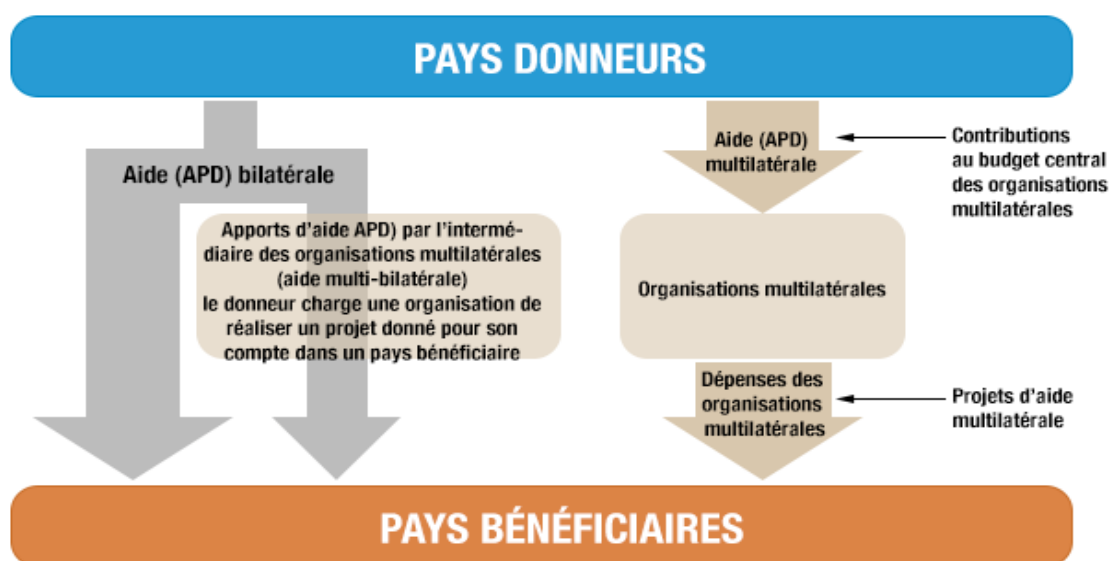 PAYS DONNEURS
Aide (APD) bilatérale
Apports d'aide APD) par l'intermé-
diaire des organisations multilatérales
(aide multi-bilatérale)
le donneur charge une organisation de
réaliser un projet donné pour son
compte dans un pays bénéficiaire
Aide (APD)
multilatérale
Contributions
au budget central
des organisations
multilatérales
Organisations multilatérales
Dépenses des
organisations
multilatérales
Projets d'aide
multilatérale
PAYS BÉNÉFICIAIRES